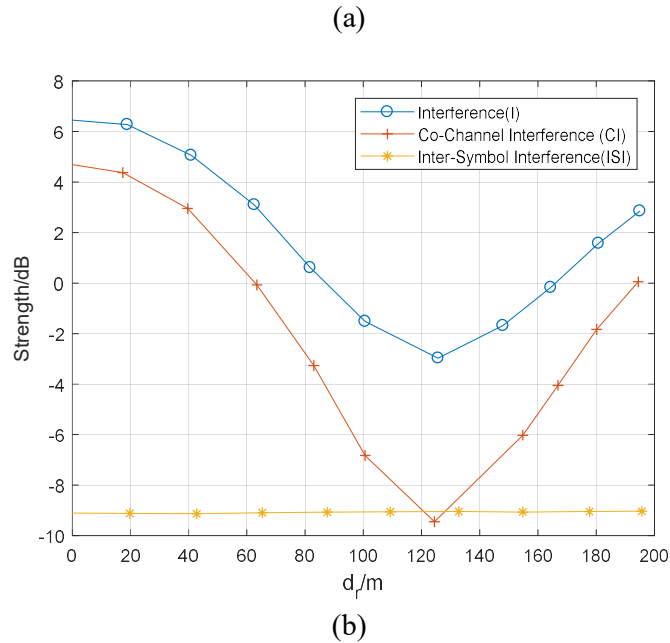 (a)
8
6
4
2
0
-2
-4
-6
-8
-10
Strength/dB
Interference(I)
Co-Channel Interference (CI)
Inter-Symbol Interference(ISI)
0 20 40 60 80 100 120 140 160 180 200
d_r/m
(b)